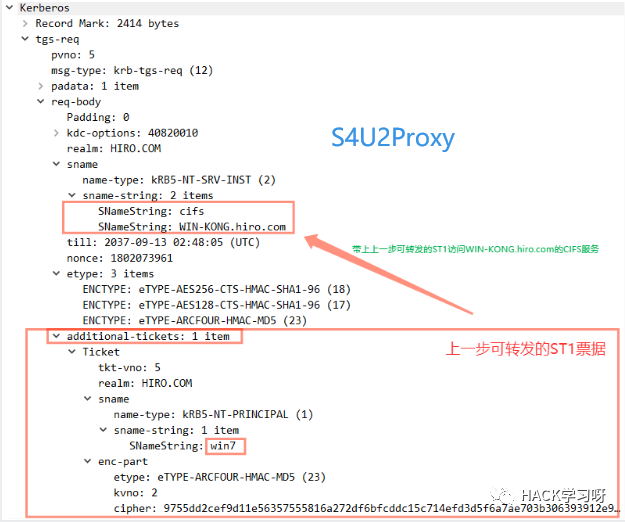 Kerberos
Record Mark: 2414 bytes
tgs-req
pvno: 5
msg-type: krb-tgs-req (12)
padata: 1 item
req-body
Padding: 0
kdc-options: 40820010
S4U2Proxy
realm: HIRO.COM
sname
name-type: kRB5-NT-SRV-INST (2)
sname-string: 2 items
SNameString: cifs
SNameString: WIN-KONG.hiro.com
till: 2037-09-13 02:48:05 (UTC)
带上上一步可转发的ST1访问WIN-KONG.hiro.com的CIFS服务
nonce: 1802073961
etype: 3 items
ENCTYPE: eTYPE-AES256-CTS-HMAC-SHA1-96 (18)
ENCTYPE: eTYPE-AES128-CTS-HMAC-SHA1-96 (17)
ENCTYPE: eTYPE-ARCFOUR-HMAC-MD5 (23)
additional-tickets: 1 item
上一步可转发的ST1票据
Ticket
tkt-vno: 5
realm: HIRO.COM
sname
name-type: kRB5-NT-PRINCIPAL (1)
sname-string: 1 item
SNameString: win7
enc-part
etype: eTYPE-ARCFOUR-HMAC-MD5 (23)
kvno: 2
HACK学习呀
cipher: 9755dd2cef9d11e56357555816a272df6bfcddc15c714efd3d5f6a7ae703b306393912e9…